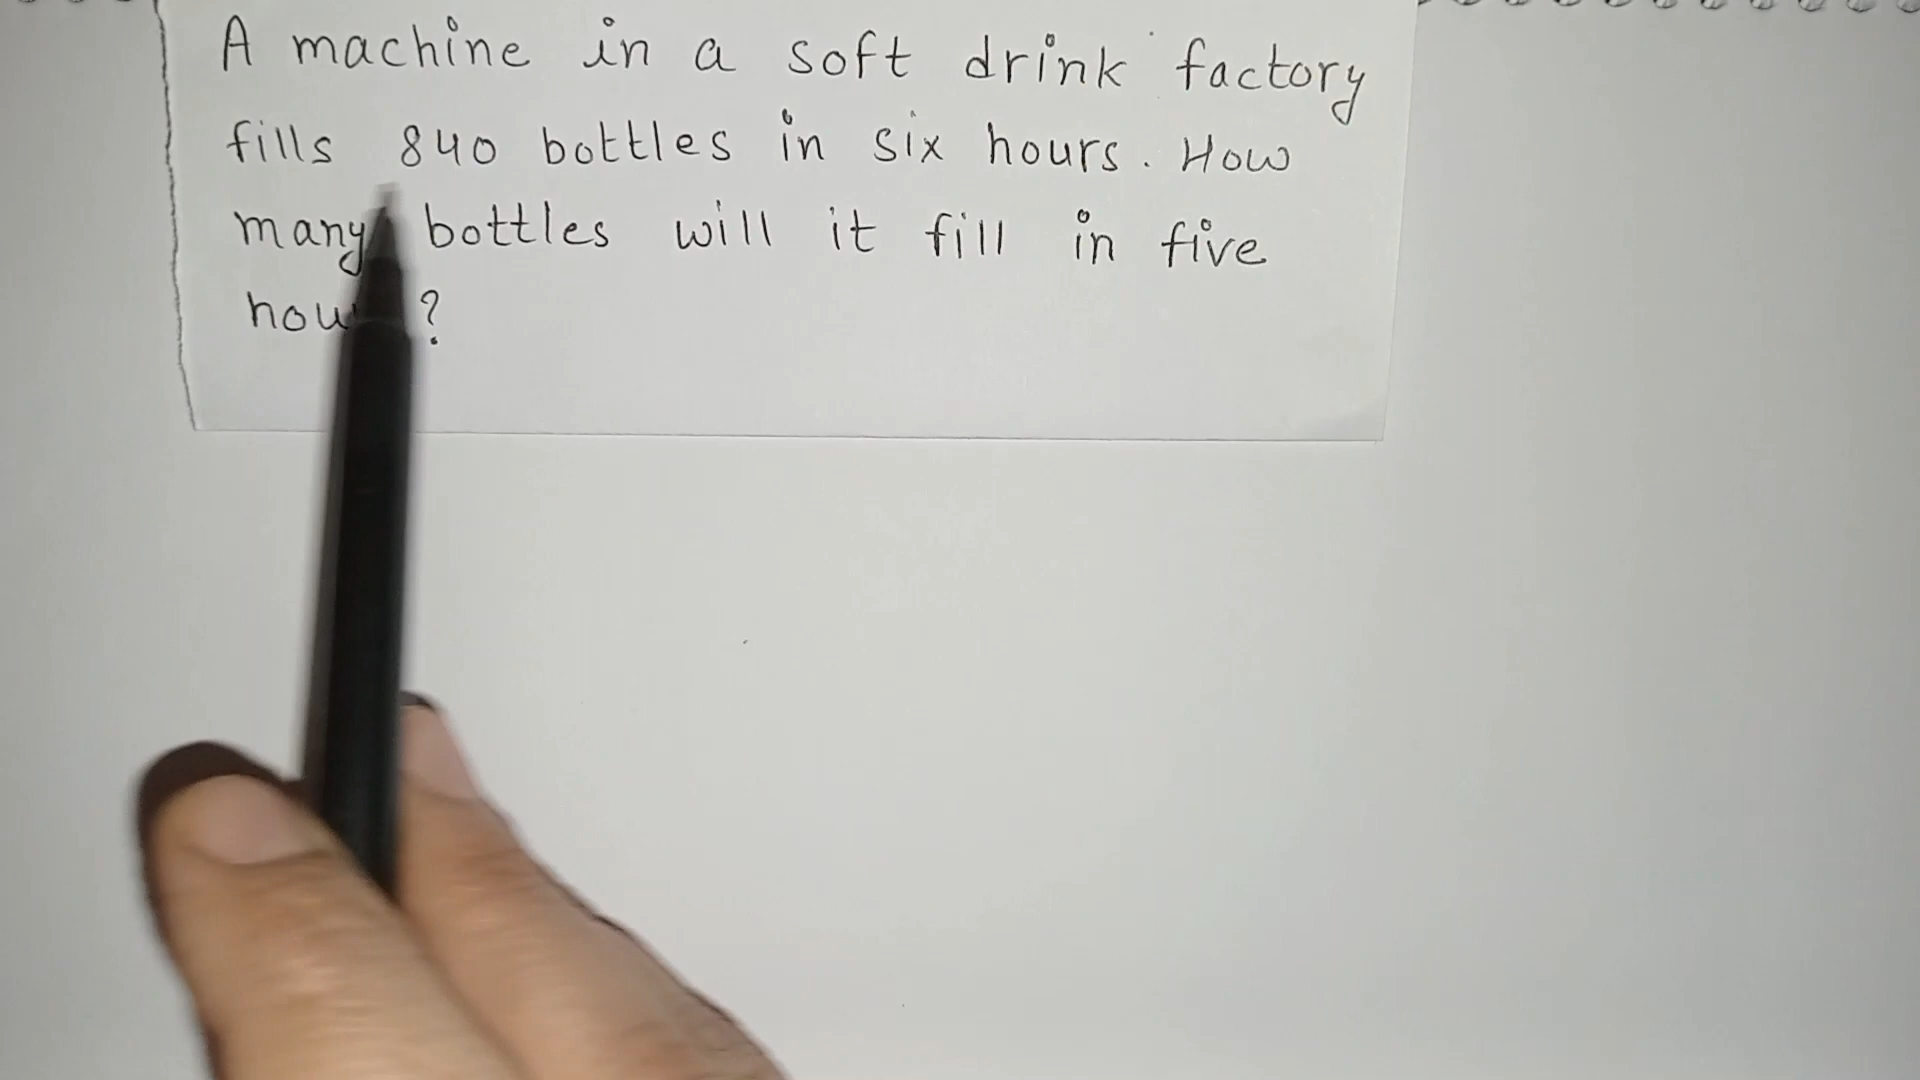 A machine in a soft drink factory
fills 840 bottles in six hours. How
many bottles will it fill in five
?